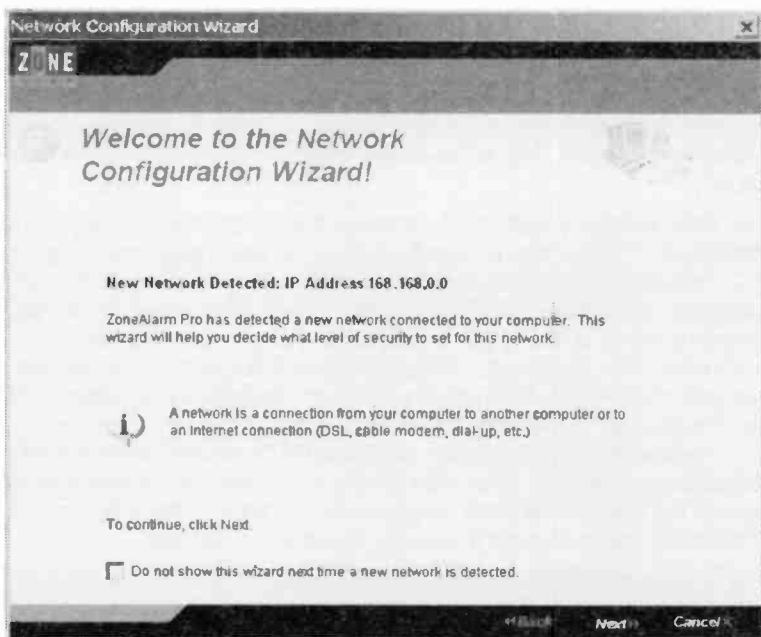 Network Configuration Wizard
ZONE
Welcome to the Network
Configuration Wizard!
New Network Detected: IP Address 168.168.0.0
ZoneAlarm Pro has detected a new network connected to your computer. This
wizard will help you decide what level of security to set for this network.
A network is a connection from your computer to another computer or to
an Internet connection (DSL, cable modem, dial-up, etc.)
To continue, click Next.
Do not show this wizard next time a new network is detected.
Back Next Cancel